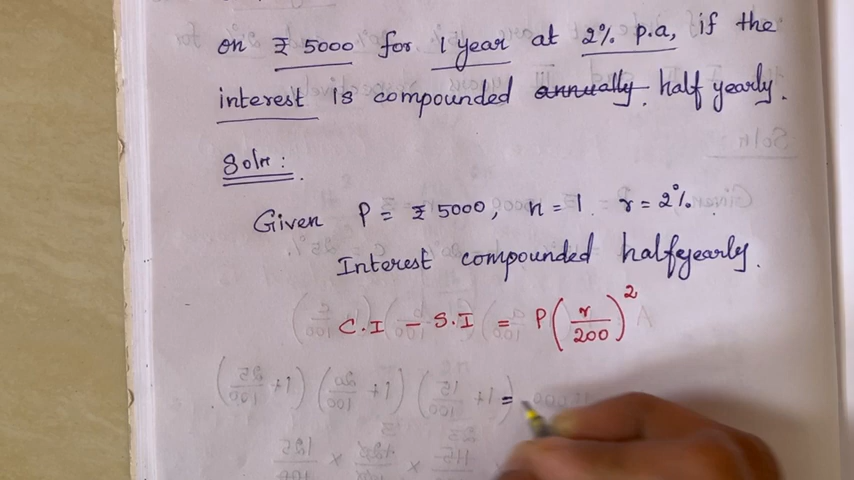 on ₹ 5000 for 1 year at 2% p.a, if the
interest is compounded annually. half yearly.
Soln:
Given P = ₹ 5000, n = 1 r = 2%.
Interest compounded halfyearly.
C.I - S.I = P(r/200)²
=